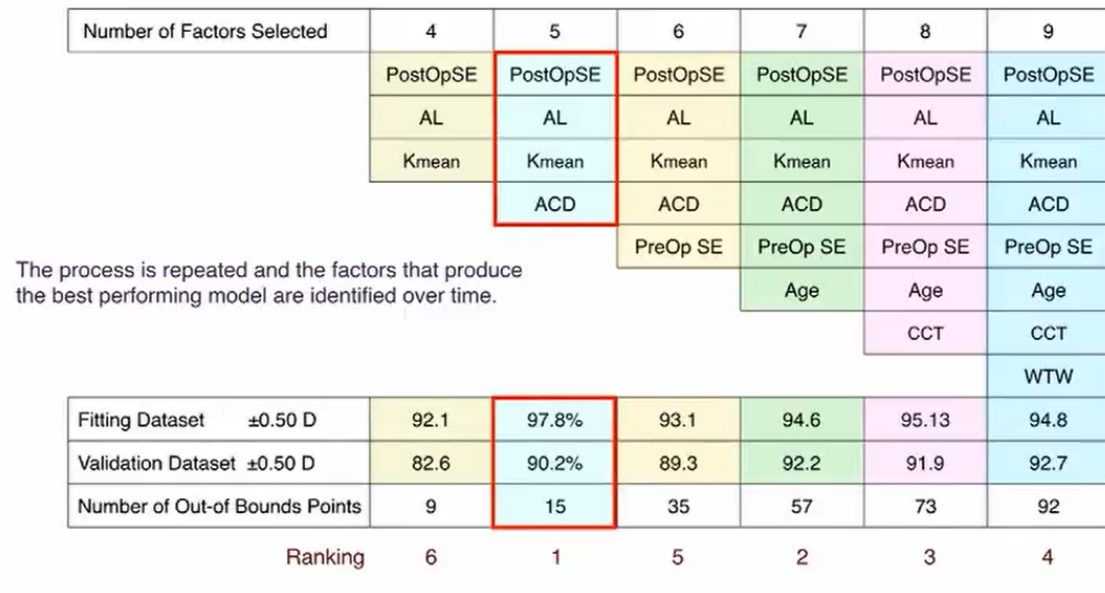 Number of Factors Selected 4 5 6 7 8 9
PostOpSE PostOpSE PostOpSE PostOpSE PostOpSE PostOpSE
AL AL AL AL AL AL
Kmean Kmean Kmean Kmean Kmean Kmean
ACD ACD ACD ACD ACD
PreOp SE PreOp SE PreOp SE PreOp SE
The process is repeated and the factors that produce
the best performing model are identified over time.
Age Age Age
CCT CCT
WTW
Fitting Dataset ±0.50 D 92.1 97.8% 93.1 94.6 95.13 94.8
Validation Dataset ±0.50 D 82.6 90.2% 89.3 92.2 91.9 92.7
Number of Out-of Bounds Points 9 15 35 57 73 92
Ranking 6 1 5 2 3 4